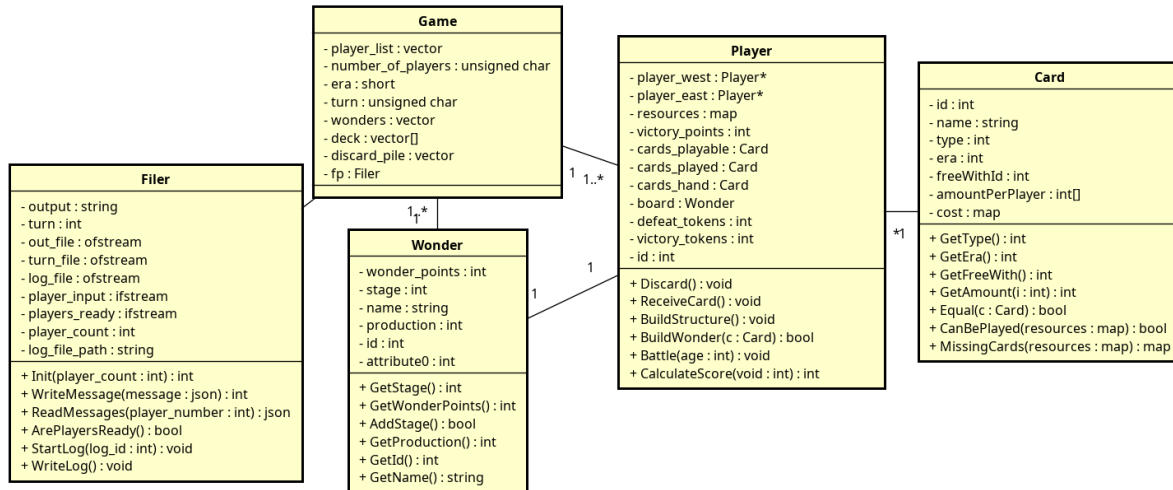 Game
- player_list : vector
- number_of_players : unsigned char
- era : short
- turn : unsigned char
- wonders : vector
- deck : vector[]
- discard_pile : vector
- fp : Filer
Player
- player_west : Player*
- player_east : Player*
- resources : map
- victory_points : int
- cards_playable : Card
- cards_played : Card
- cards_hand : Card
- board : Wonder
- defeat_tokens : int
- victory_tokens : int
- id : int
+ Discard() : void
+ ReceiveCard() : void
+ BuildStructure() : void
+ BuildWonder(c : Card) : bool
+ Battle(age : int) : void
+ CalculateScore(void : int) : int
Card
- id : int
- name : string
- type : int
- era : int
- freeWithId : int
- amountPerPlayer : int[]
- cost : map
+ GetType() : int
+ GetEra() : int
+ GetFreeWith() : int
+ GetAmount(i : int) : int
+ Equal(c : Card) : bool
+ CanBePlayed(resources : map) : bool
+ MissingCards(resources : map) : map
Filer
- output : string
- turn : int
- out_file : ofstream
- turn_file : ofstream
- log_file : ofstream
- player_input : ifstream
- players_ready : ifstream
- player_count : int
- log_file_path : string
+ Init(player_count : int) : int
+ WriteMessage(message : json) : int
+ ReadMessages(player_number : int) : json
+ ArePlayersReady() : bool
+ StartLog(log_id : int) : void
+ WriteLog() : void
Wonder
- wonder_points : int
- stage : int
- name : string
- production : int
- id : int
- attribute0 : int
+ GetStage() : int
+ GetWonderPoints() : int
+ AddStage() : bool
+ GetProduction() : int
+ GetId() : int
+ GetName() : string
1
1..*
1..*
1
1
1
*
1